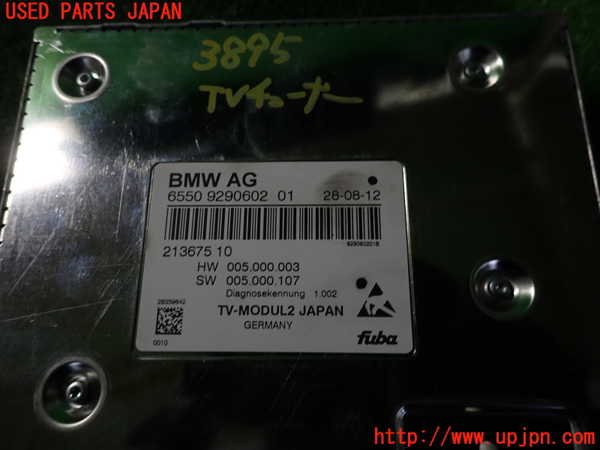 USED PARTS JAPAN
3895
TVチューナー
BMW AG
6550 9290602 01 28-08-12
9290602018
213675 10
HW 005.000.003
SW 005.000.107
Diagnosekennung 1.002
TV-MODUL2 JAPAN
GERMANY
0010
fuba
http://www.upjpn.com/